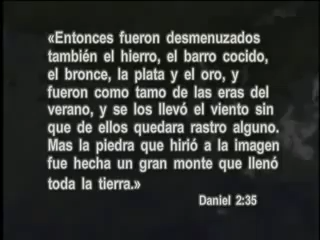 «Entonces fueron desmenuzados
también el hierro, el barro cocido,
el bronce, la plata y el oro, y
fueron como tamo de las eras del
verano, y se los llevó el viento sin
que de ellos quedara rastro alguno.
Mas la piedra que hirió a la imagen
fue hecha un gran monte que llenó
toda la tierra.»
Daniel 2:35